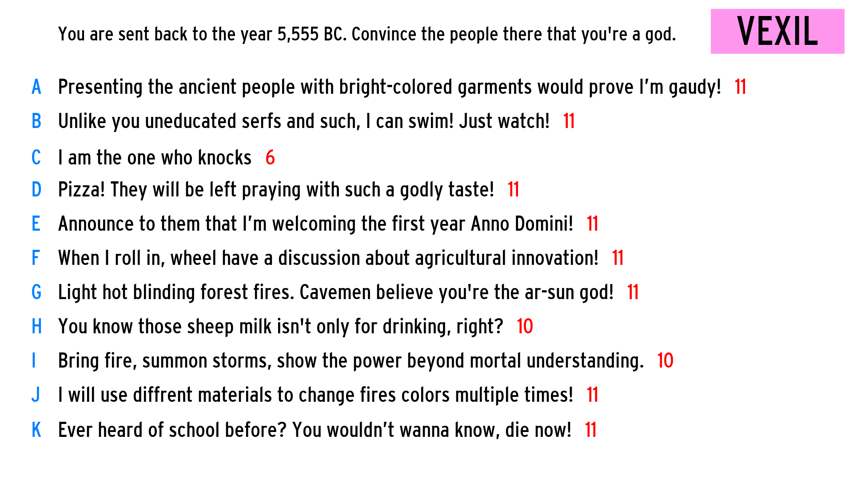 You are sent back to the year 5,555 BC. Convince the people there that you're a god.
VEXIL
A Presenting the ancient people with bright-colored garments would prove I'm gaudy! 11
B Unlike you uneducated serfs and such, I can swim! Just watch! 11
C I am the one who knocks 6
D Pizza! They will be left praying with such a godly taste! 11
E Announce to them that I'm welcoming the first year Anno Domini! 11
F When I roll in, wheel have a discussion about agricultural innovation! 11
G Light hot blinding forest fires. Cavemen believe you're the ar-sun god! 11
H You know those sheep milk isn't only for drinking, right? 10
I Bring fire, summon storms, show the power beyond mortal understanding. 10
J I will use diffrent materials to change fires colors multiple times! 11
K Ever heard of school before? You wouldn't wanna know, die now! 11